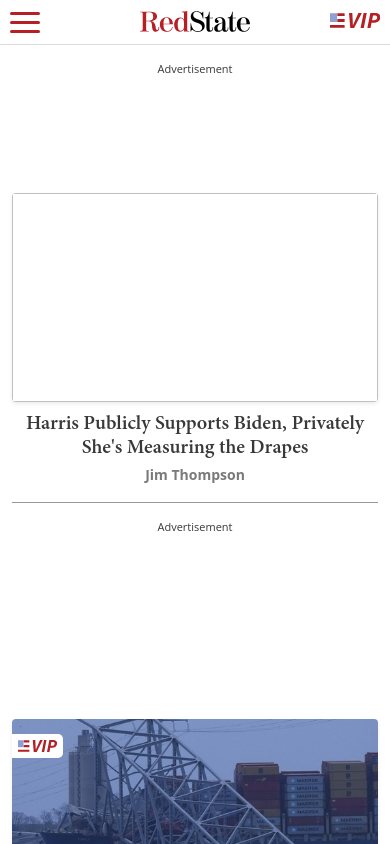 RedState
VIP
Advertisement
Harris Publicly Supports Biden, Privately
She's Measuring the Drapes
Jim Thompson
Advertisement
VIP